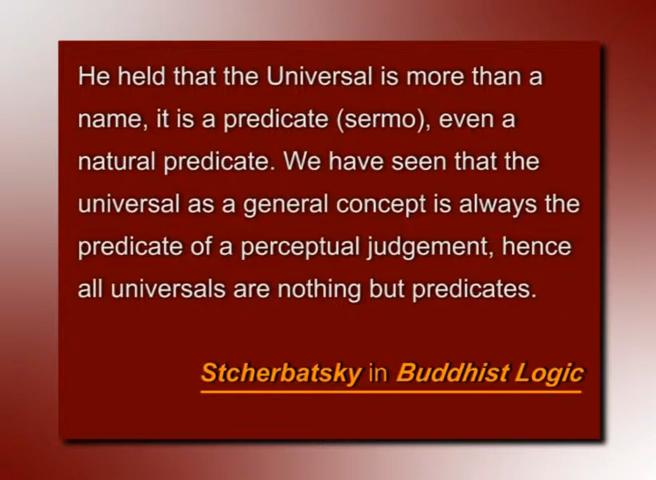 He held that the Universal is more than a
name, it is a predicate (sermo), even a
natural predicate. We have seen that the
universal as a general concept is always the
predicate of a perceptual judgement, hence
all universals are nothing but predicates.
Stcherbatsky in Buddhist Logic